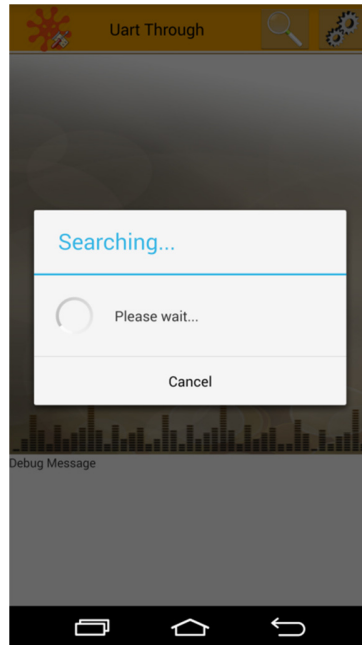 Uart Through
Searching...
Please wait...
Cancel
Debug Message